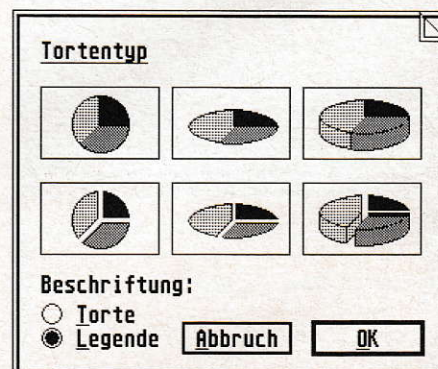 Tortentyp
Beschriftung:
Torte
Legende
Abbruch
OK